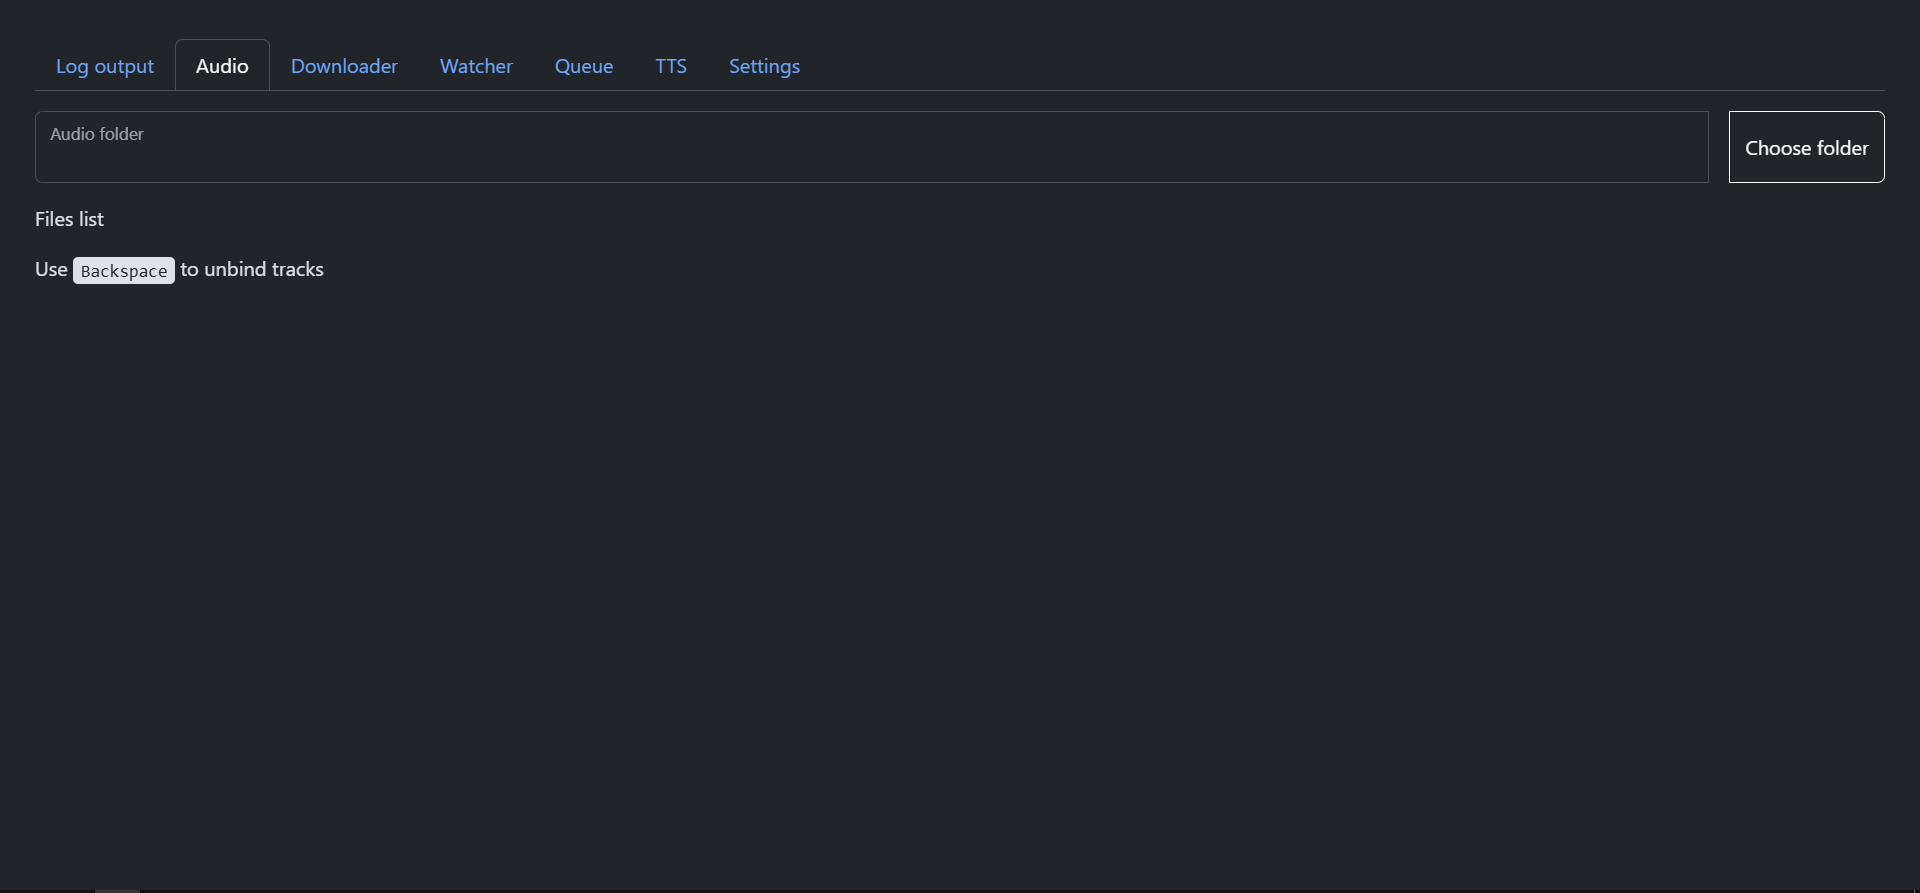 Log output Audio Downloader Watcher Queue TTS Settings
Audio folder
Choose folder
Files list
Use Backspace to unbind tracks